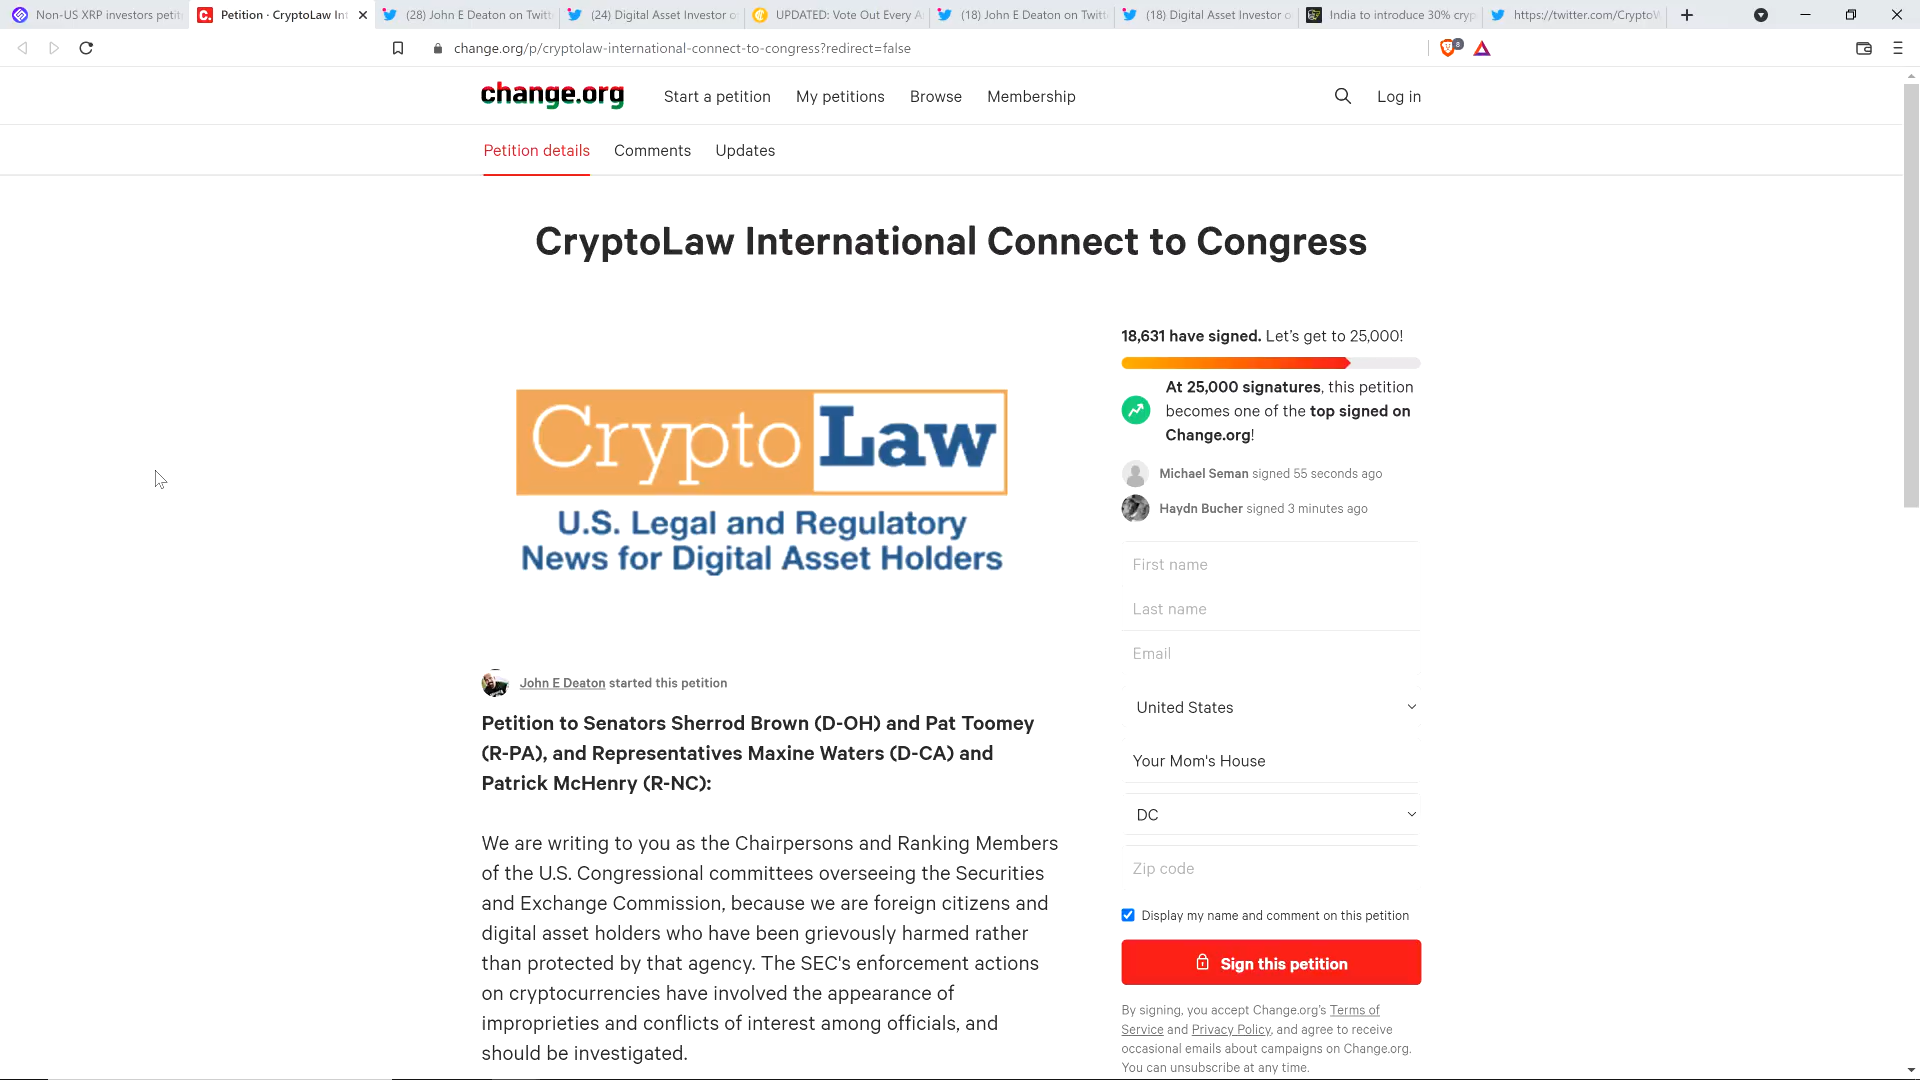 Non-US XRP investors petit
Petition · CryptoLaw Int
(28) John E Deaton on Twitt
(24) Digital Asset Investor o
UPDATED: Vote Out Every A
(18) John E Deaton on Twitt
(18) Digital Asset Investor o
India to introduce 30% cryp
https://twitter.com/CryptoW
change.org/p/cryptolaw-international-connect-to-congress?redirect=false
8
change.org
Start a petition
My petitions
Browse
Membership
Log in
Petition details
Comments
Updates
CryptoLaw International Connect to Congress
CryptoLaw
U.S. Legal and Regulatory
News for Digital Asset Holders
John E Deaton started this petition
Petition to Senators Sherrod Brown (D-OH) and Pat Toomey
(R-PA), and Representatives Maxine Waters (D-CA) and
Patrick McHenry (R-NC):
We are writing to you as the Chairpersons and Ranking Members
of the U.S. Congressional committees overseeing the Securities
and Exchange Commission, because we are foreign citizens and
digital asset holders who have been grievously harmed rather
than protected by that agency. The SEC's enforcement actions
on cryptocurrencies have involved the appearance of
improprieties and conflicts of interest among officials, and
should be investigated.
18,631 have signed. Let's get to 25,000!
At 25,000 signatures, this petition
becomes one of the top signed on
Change.org!
Michael Seman signed 55 seconds ago
Haydn Bucher signed 3 minutes ago
First name
Last name
Email
United States
Your Mom's House
DC
Zip code
Display my name and comment on this petition
Sign this petition
By signing, you accept Change.org's Terms of
Service and Privacy Policy, and agree to receive
occasional emails about campaigns on Change.org.
You can unsubscribe at any time.